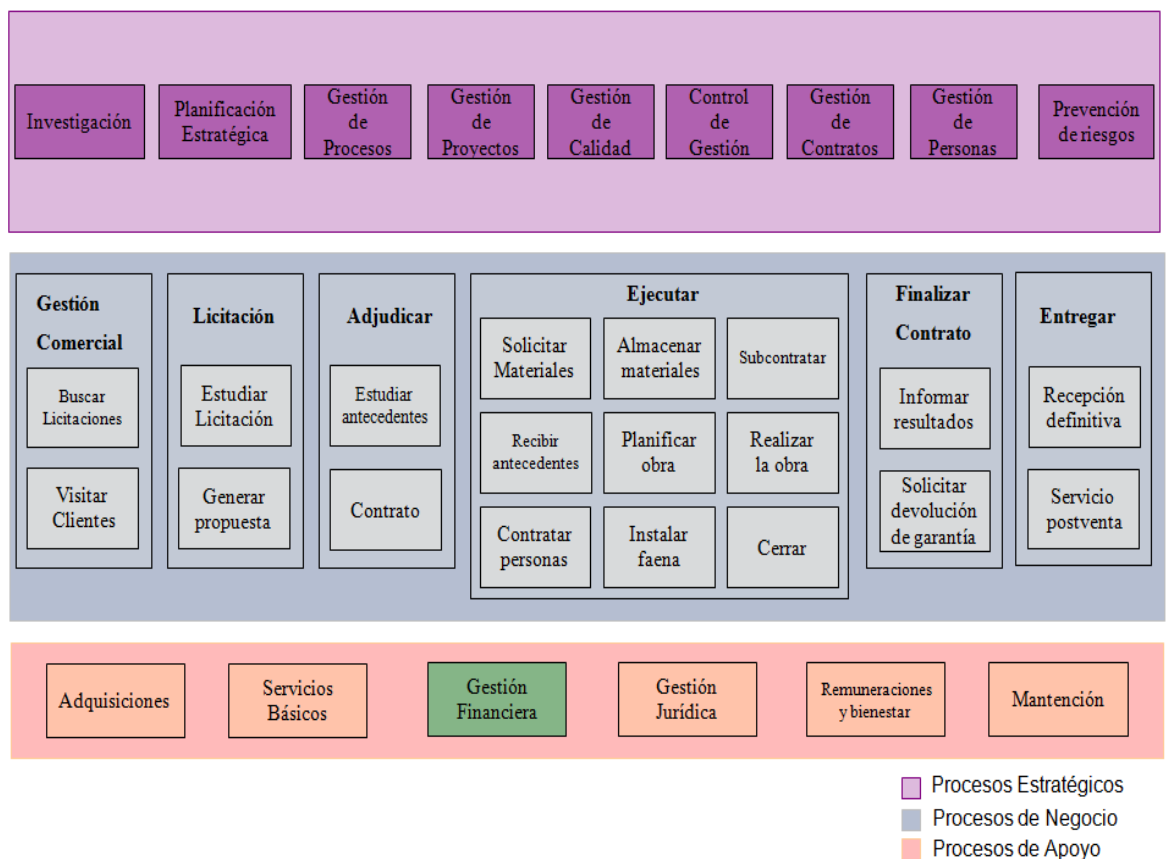 Investigación
Planificación
Estratégica
Gestión
de
Procesos
Gestión
de
Proyectos
Gestión
de
Calidad
Control
de
Gestión
Gestión
de
Contratos
Gestión
de
Personas
Prevención
de riesgos
Gestión
Comercial
Buscar
Licitaciones
Visitar
Clientes
Licitación
Estudiar
Licitación
Generar
propuesta
Adjudicar
Estudiar
antecedentes
Contrato
Ejecutar
Solicitar
Materiales
Almacenar
materiales
Subcontratar
Recibir
antecedentes
Planificar
obra
Realizar
la obra
Contratar
personas
Instalar
faena
Cerrar
Finalizar
Contrato
Informar
resultados
Solicitar
devolución
de garantía
Entregar
Recepción
definitiva
Servicio
postventa
Adquisiciones
Servicios
Básicos
Gestión
Financiera
Gestión
Jurídica
Remuneraciones
y bienestar
Mantención
Procesos Estratégicos
Procesos de Negocio
Procesos de Apoyo